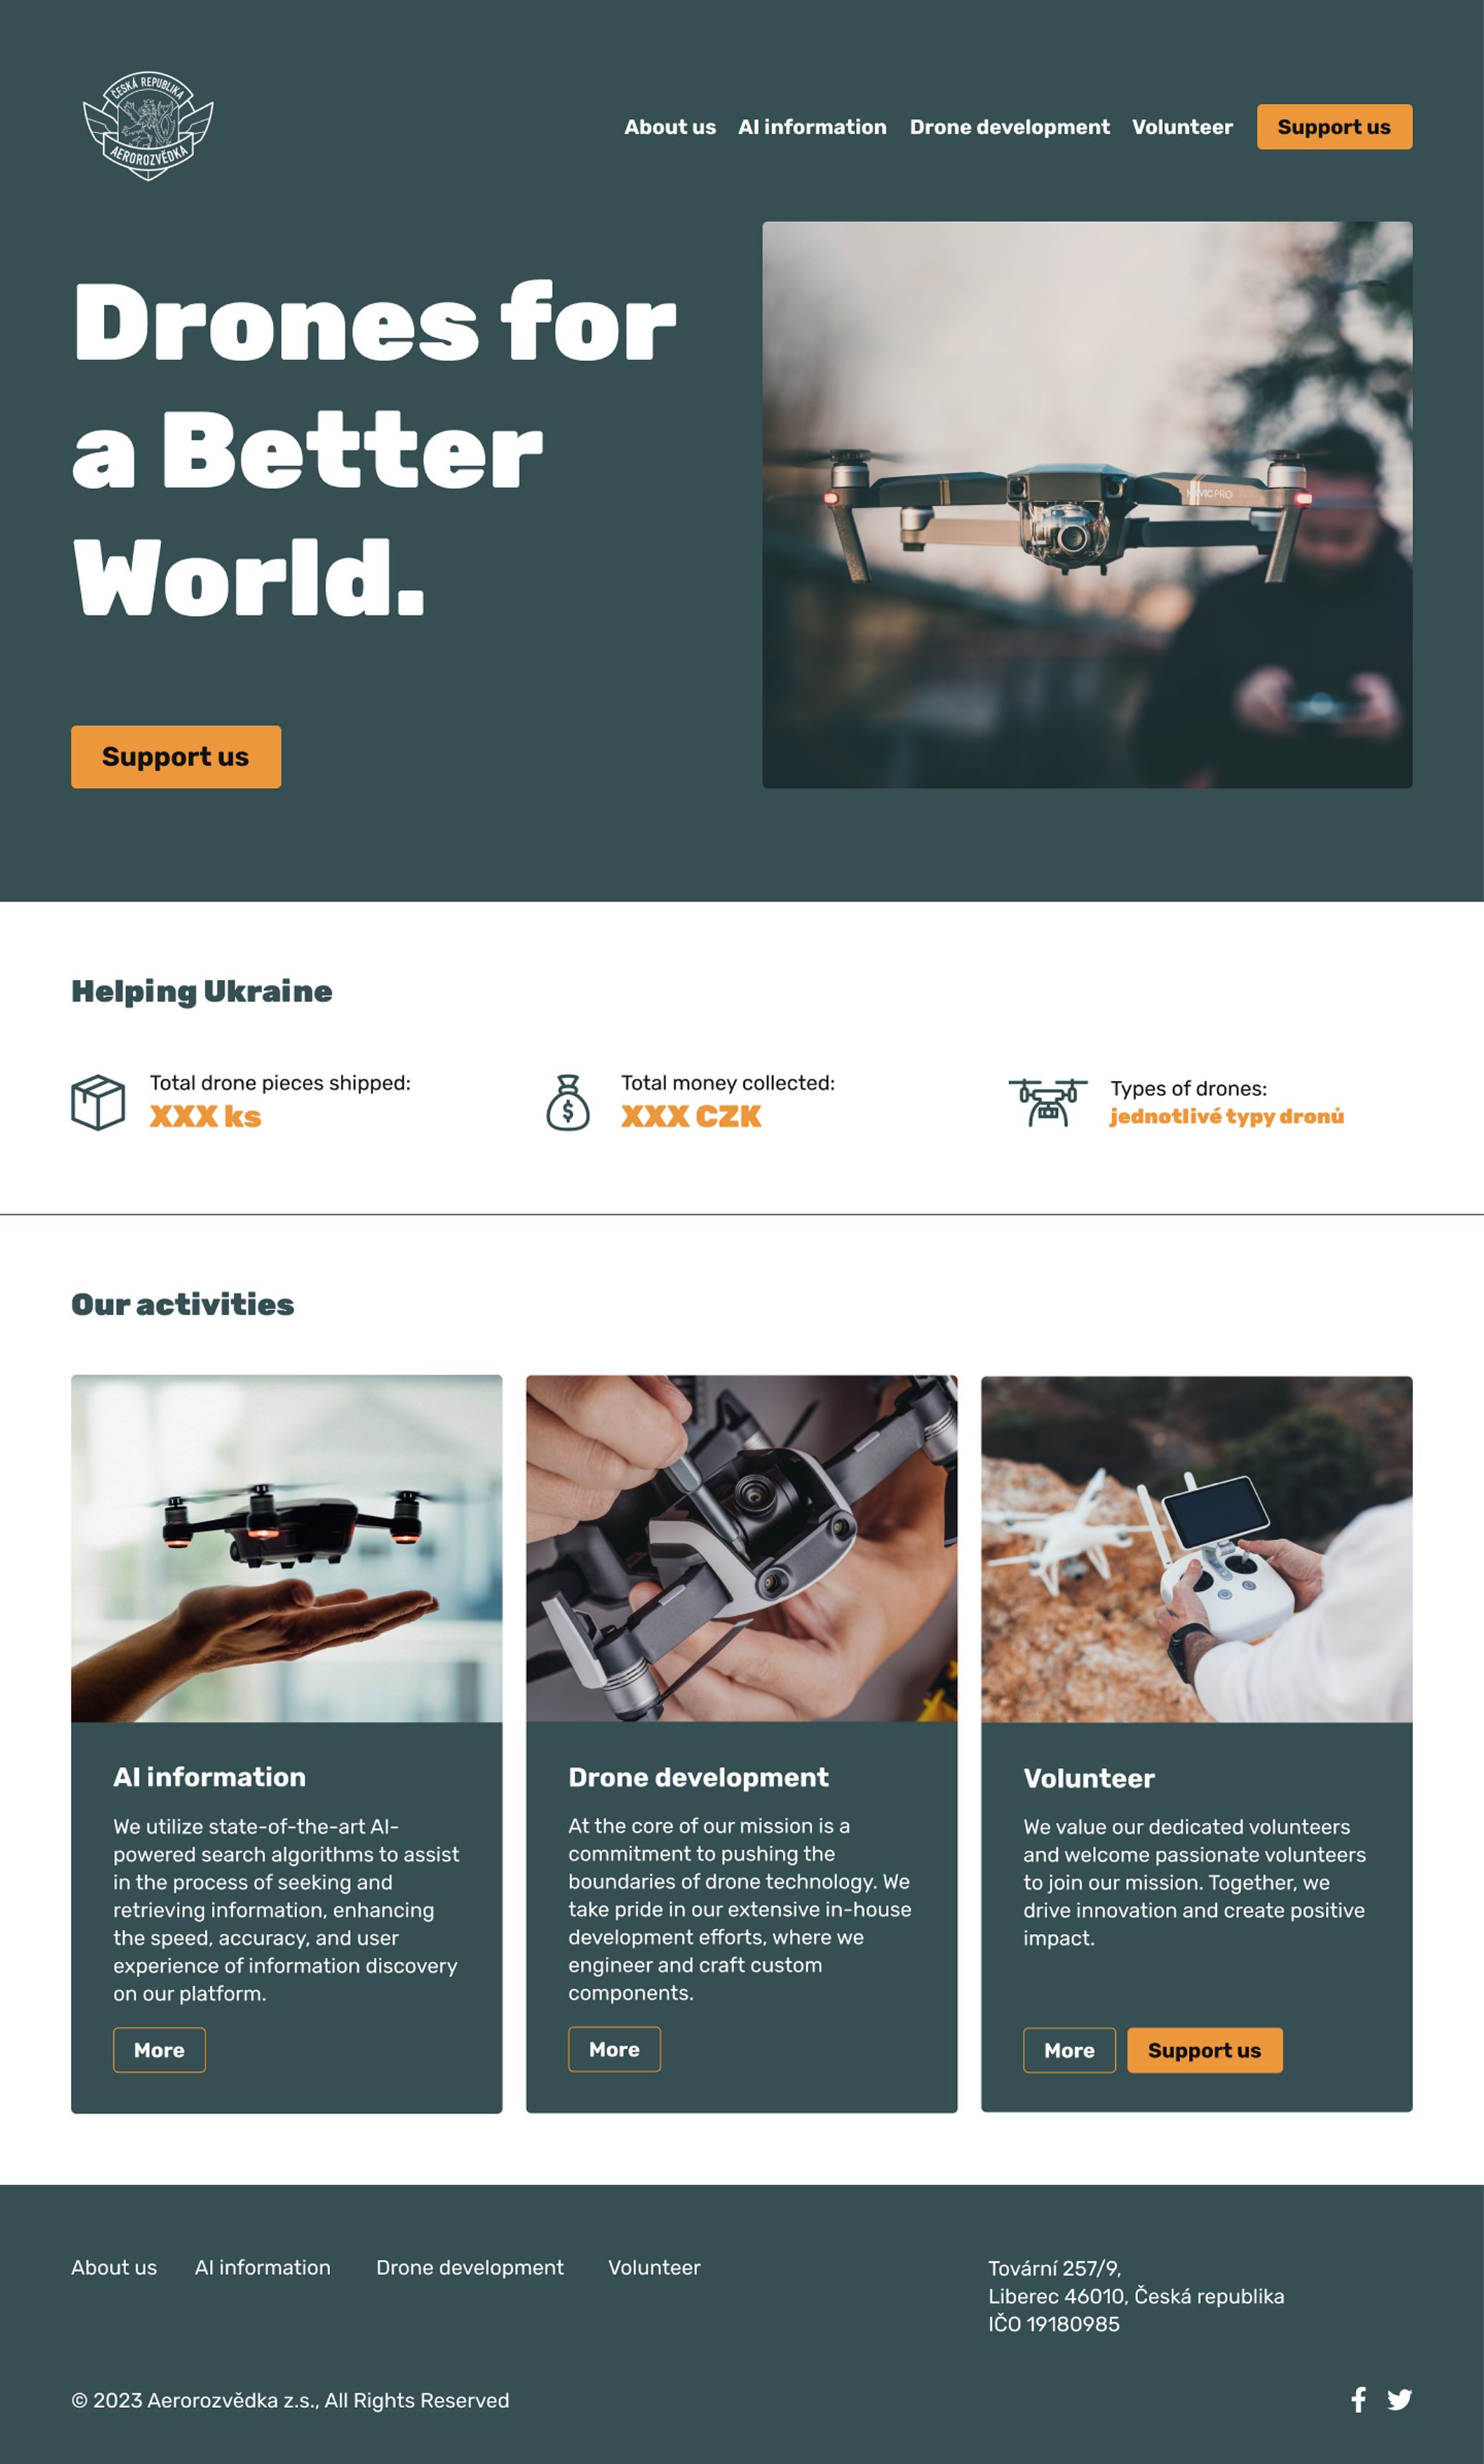 ČESKÁ REPUBLIKA
AEROROZVĚDKA
About us
AI information
Drone development
Volunteer
Support us
Drones for
a Better
World.
Support us
MAVIC PRO
Helping Ukraine
Total drone pieces shipped:
XXX ks
Total money collected:
XXX CZK
Types of drones:
jednotlivé typy dronů
Our activities
AI information
We utilize state-of-the-art AI-
powered search algorithms to assist
in the process of seeking and
retrieving information, enhancing
the speed, accuracy, and user
experience of information discovery
on our platform.
More
Drone development
At the core of our mission is a
commitment to pushing the
boundaries of drone technology. We
take pride in our extensive in-house
development efforts, where we
engineer and craft custom
components.
More
Volunteer
We value our dedicated volunteers
and welcome passionate volunteers
to join our mission. Together, we
drive innovation and create positive
impact.
More
Support us
About us
AI information
Drone development
Volunteer
Tovární 257/9,
Liberec 46010, Česká republika
IČO 19180985
© 2023 Aerorozvědka z.s., All Rights Reserved